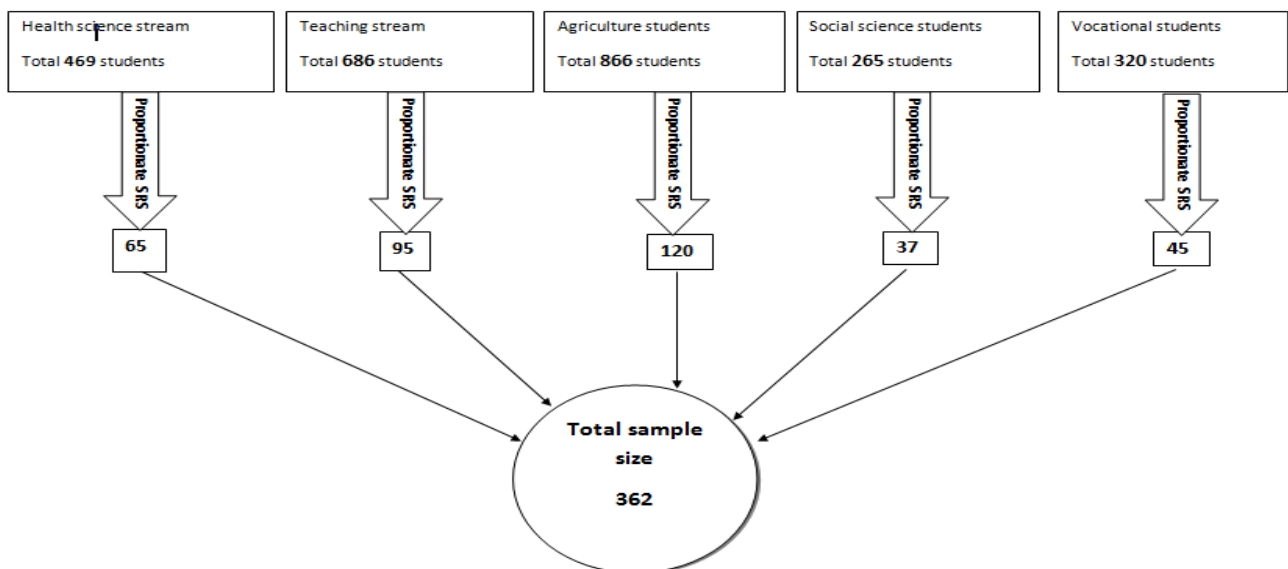 Health science stream
Total 469 students
Teaching stream
Total 686 students
Agriculture students
Total 866 students
Social science students
Total 265 students
Vocational students
Total 320 students
Proportionate SRS
Proportionate SRS
Proportionate SRS
Proportionate SRS
Proportionate SRS
65
95
120
37
45
Total sample
size
362